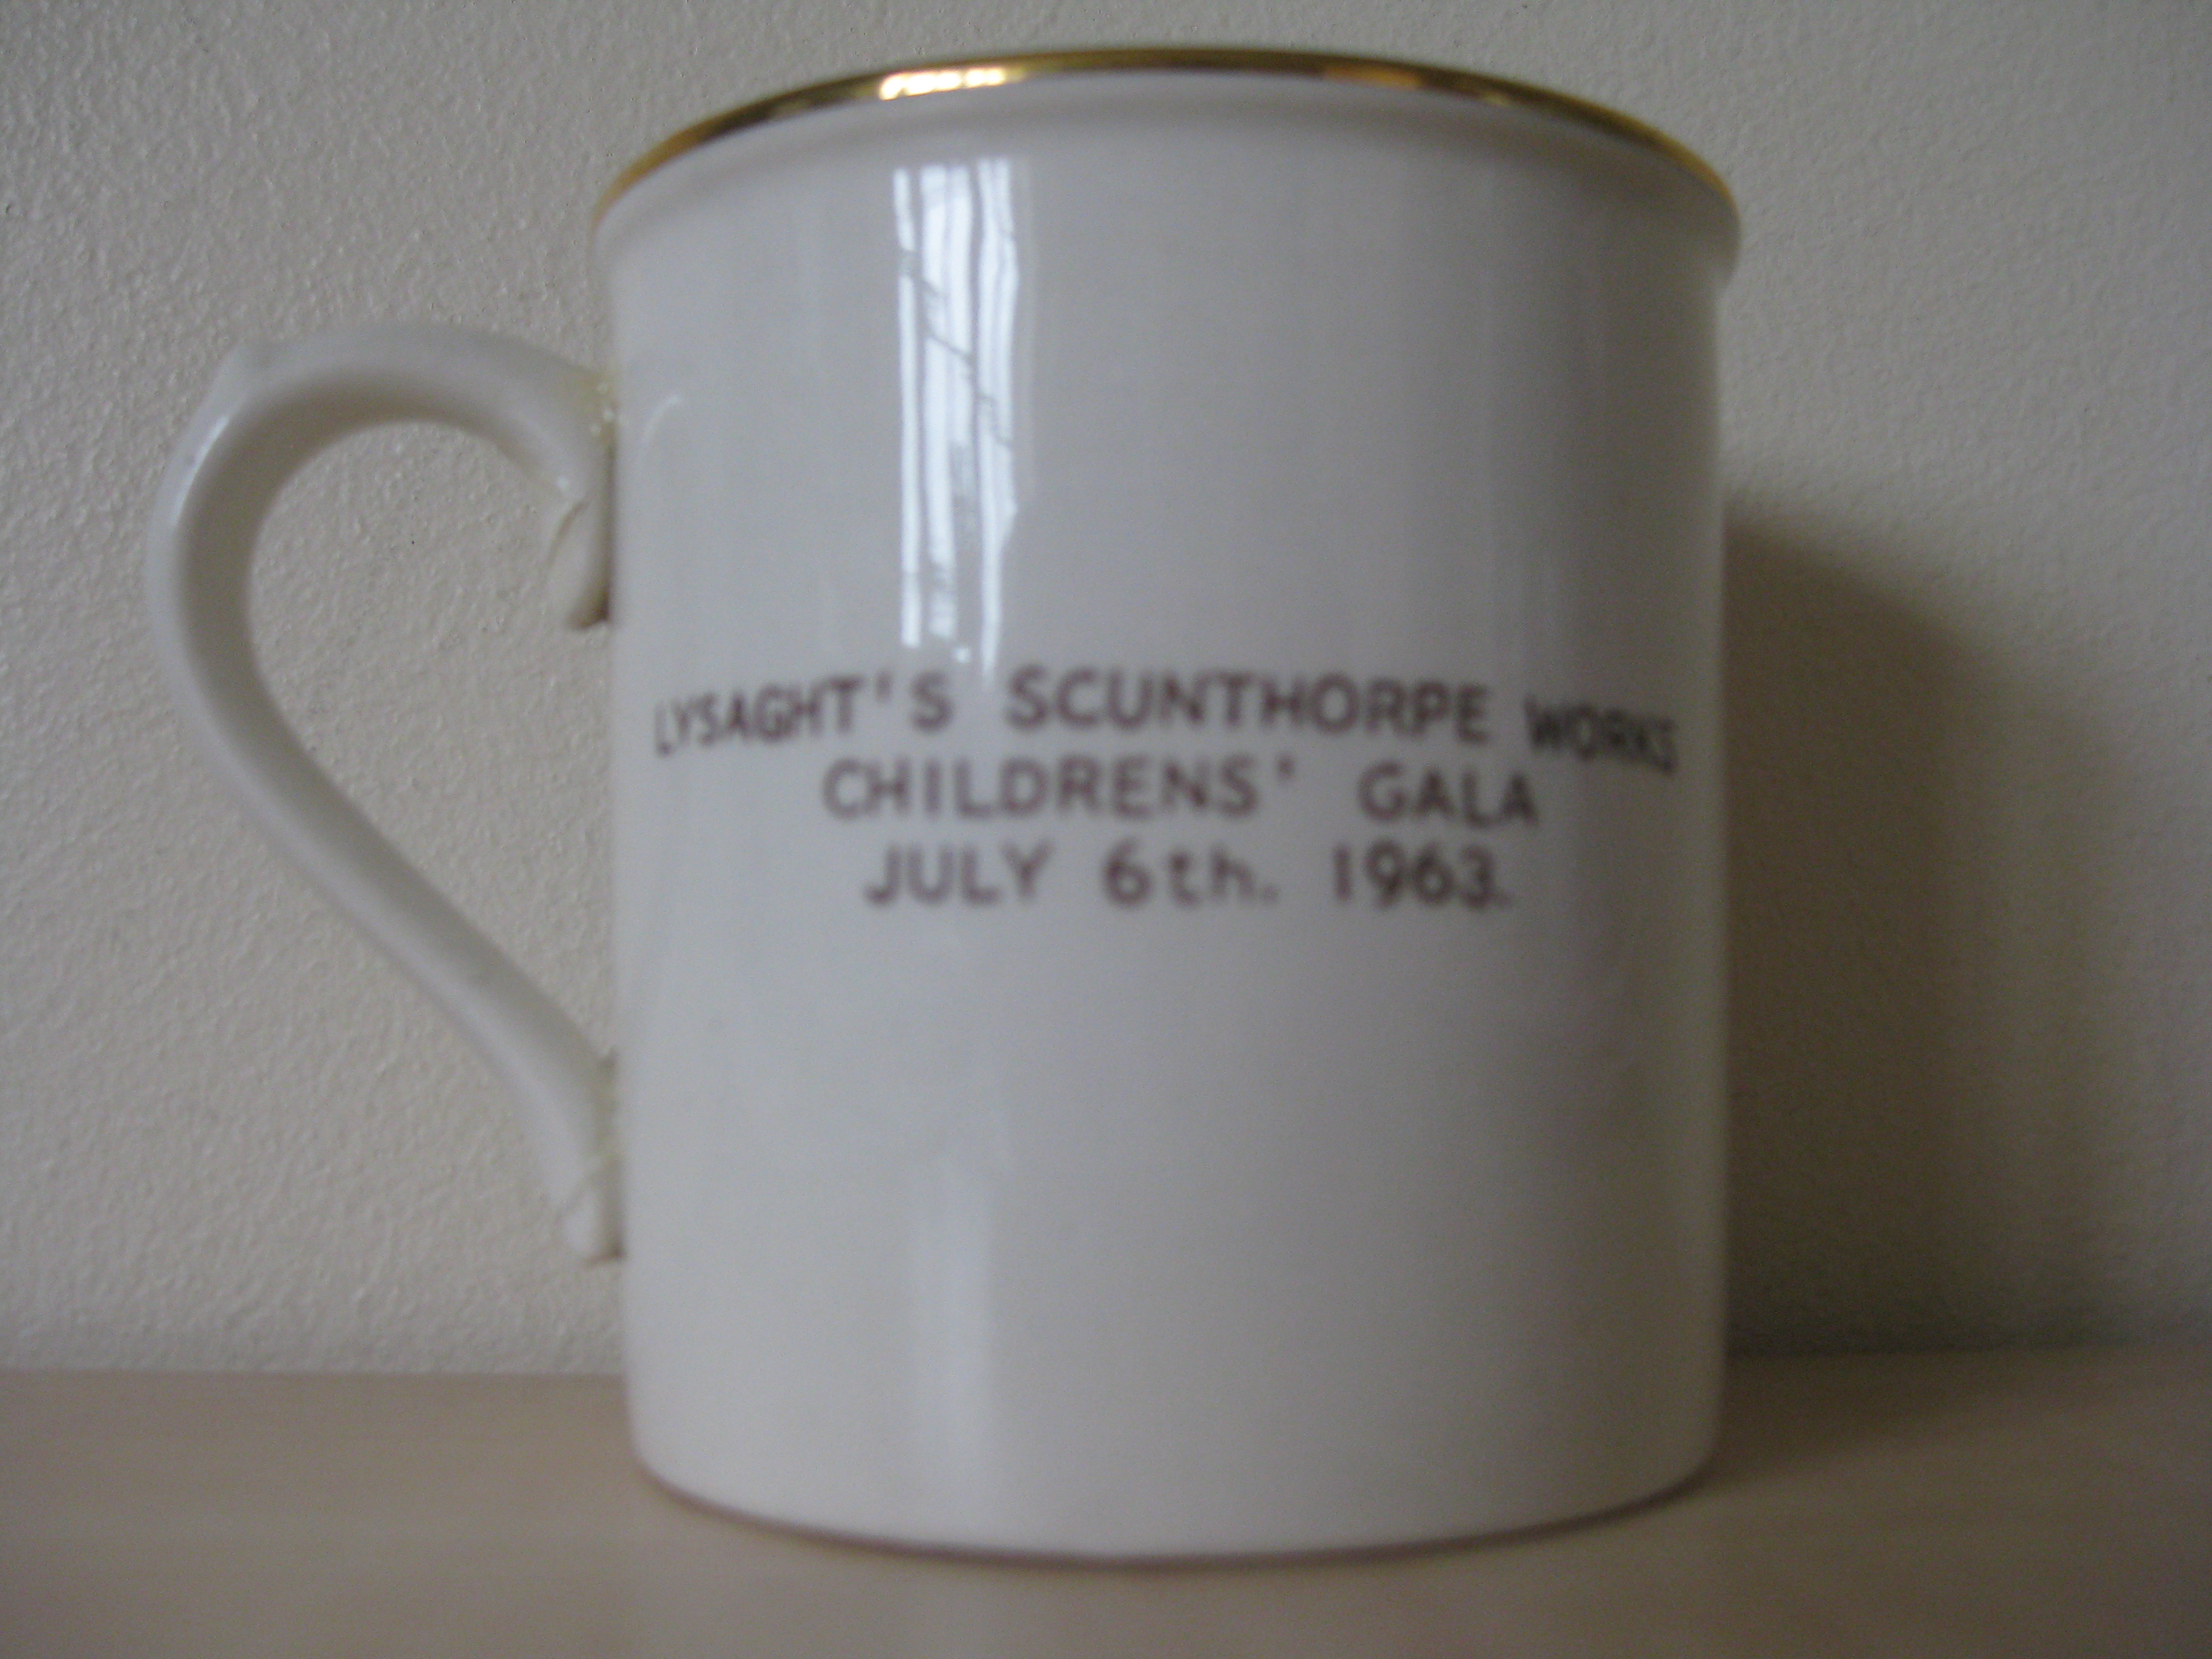 LYSAGHT'S SCUNTHORPE WORKS
CHILDRENS' GALA
JULY 6th. 1963.